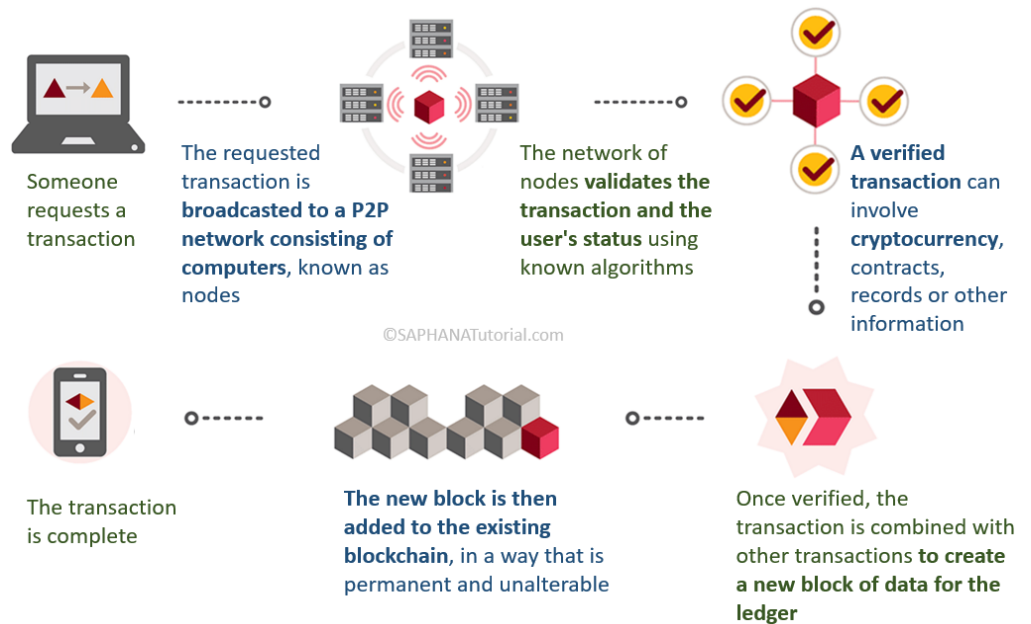 Someone
requests a
transaction
The requested
transaction is
broadcasted to a P2P
network consisting of
computers, known as
nodes
The network of
nodes validates the
transaction and the
user's status using
known algorithms
A verified
transaction can
involve
cryptocurrency,
contracts,
records or other
information
©SAPHANATutorial.com
Once verified, the
transaction is combined with
other transactions to create
a new block of data for the
ledger
The new block is then
added to the existing
blockchain, in a way that is
permanent and unalterable
The transaction
is complete